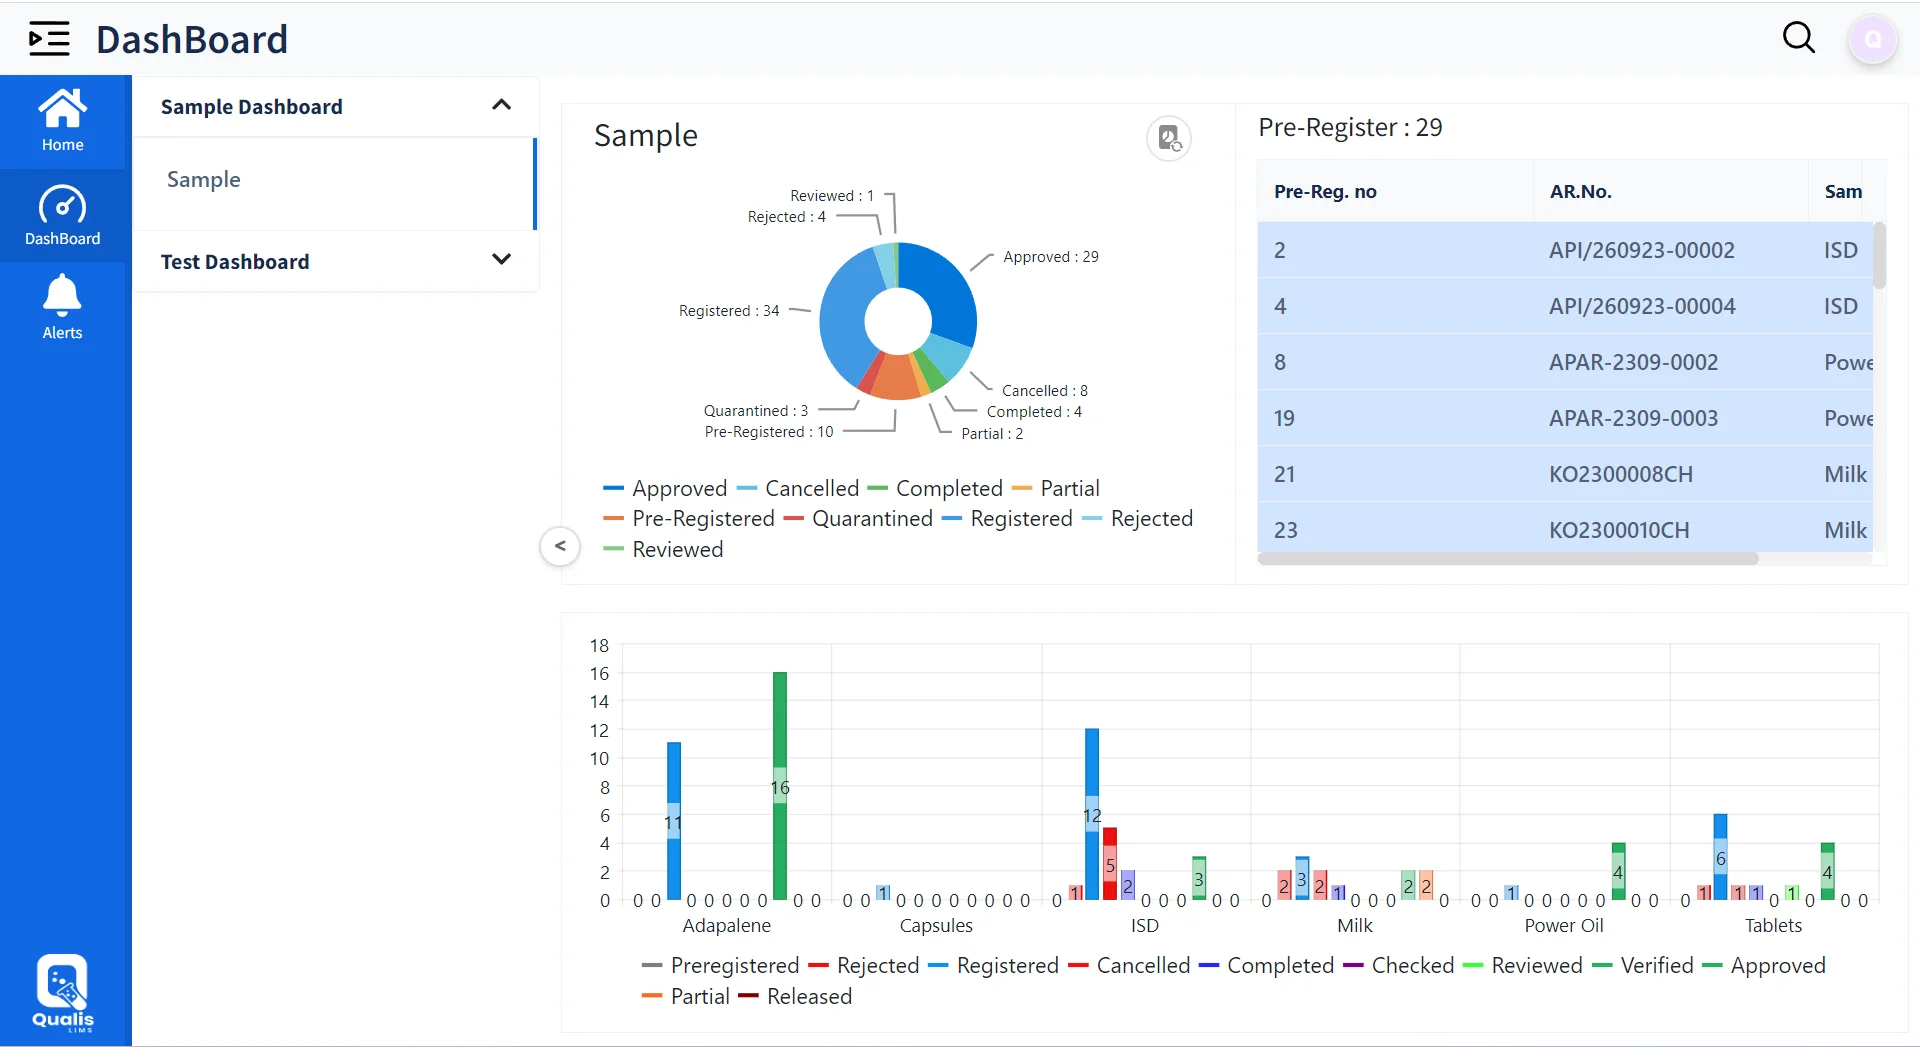 DashBoard
Q
Home
DashBoard
Alerts
Qualis
LIMS
Sample Dashboard
Sample
Test Dashboard
<
Sample
Reviewed : 1
Rejected : 4
Approved : 29
Registered : 34
Cancelled : 8
Quarantined : 3
Completed : 4
Pre-Registered : 10
Partial : 2
Approved Cancelled Completed Partial
Pre-Registered Quarantined Registered Rejected
Reviewed
Pre-Register : 29
Pre-Reg. no AR.No. Sam
2 API/260923-00002 ISD
4 API/260923-00004 ISD
8 APAR-2309-0002 Powe
19 APAR-2309-0003 Powe
21 KO2300008CH Milk
23 KO2300010CH Milk
18
16
14
12
10
8
6
4
2
0
0 0 11 0 0 0 0 0 16 0 0
0 0 1 0 0 0 0 0 0 0 0
0 1 12 5 2 0 0 0 3 0 0
0 2 3 2 1 0 0 0 2 2 0
0 0 1 0 0 0 0 0 4 0 0
0 1 6 1 1 0 1 0 4 0 0
Adapalene Capsules ISD Milk Power Oil Tablets
Preregistered Rejected Registered Cancelled Completed Checked Reviewed Verified Approved
Partial Released